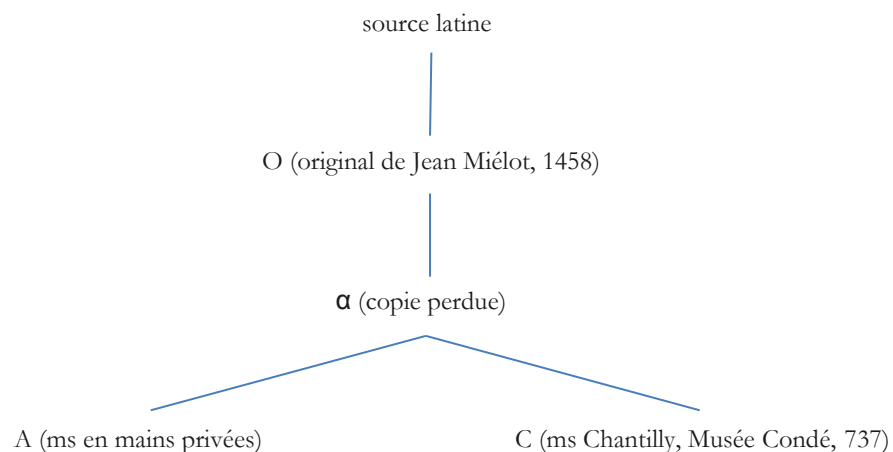 source latine
O (original de Jean Miélot, 1458)
α (copie perdue)
A (ms en mains privées)
C (ms Chantilly, Musée Condé, 737)